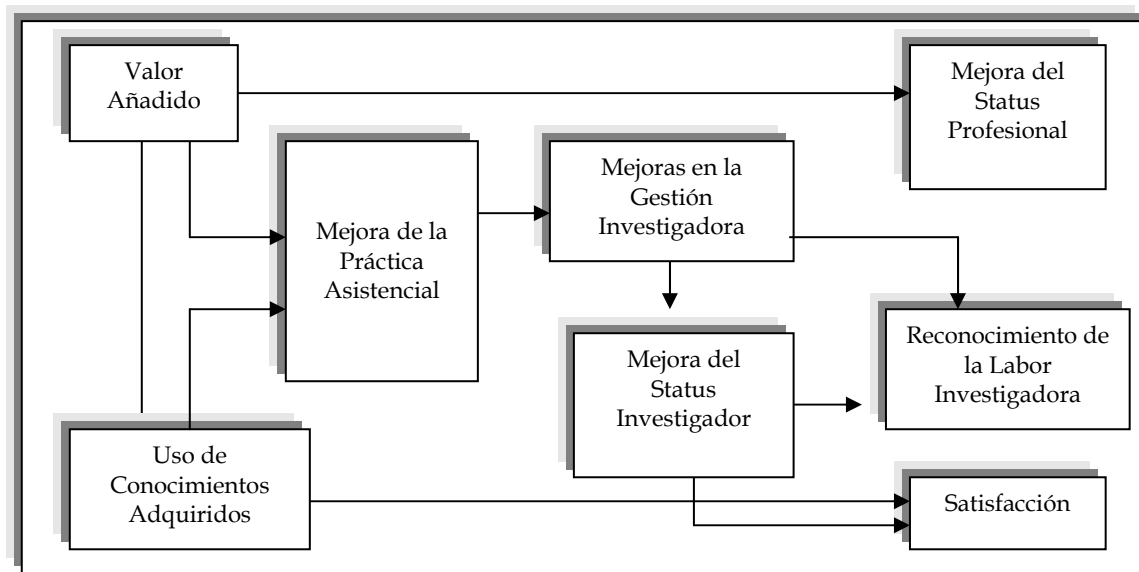 Valor
Añadido
Mejora del
Status
Profesional
Mejora de la
Práctica
Asistencial
Mejoras en la
Gestión
Investigadora
Mejora del
Status
Investigador
Reconocimiento de
la Labor
Investigadora
Uso de
Conocimientos
Adquiridos
Satisfacción